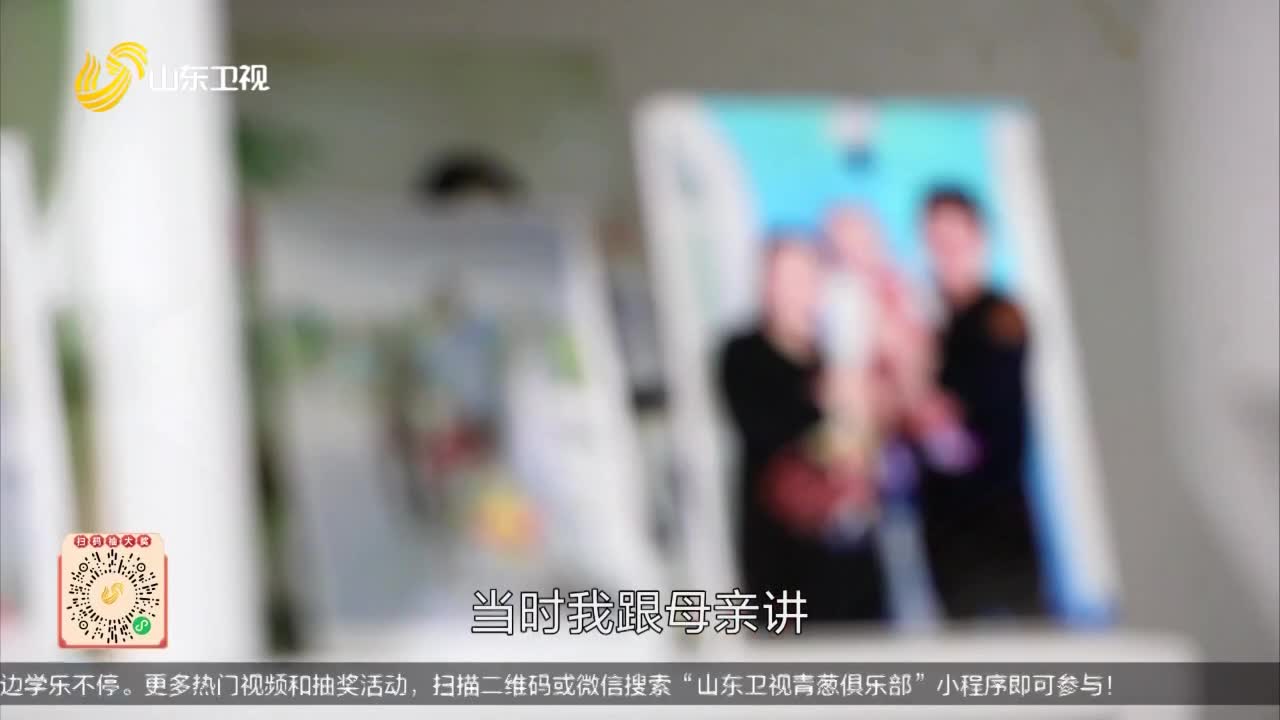 山东卫视
扫码抽大奖
当时我跟母亲讲
边学乐不停。更多热门视频和抽奖活动，扫描二维码或微信搜索“山东卫视青葱俱乐部”小程序即可参与！